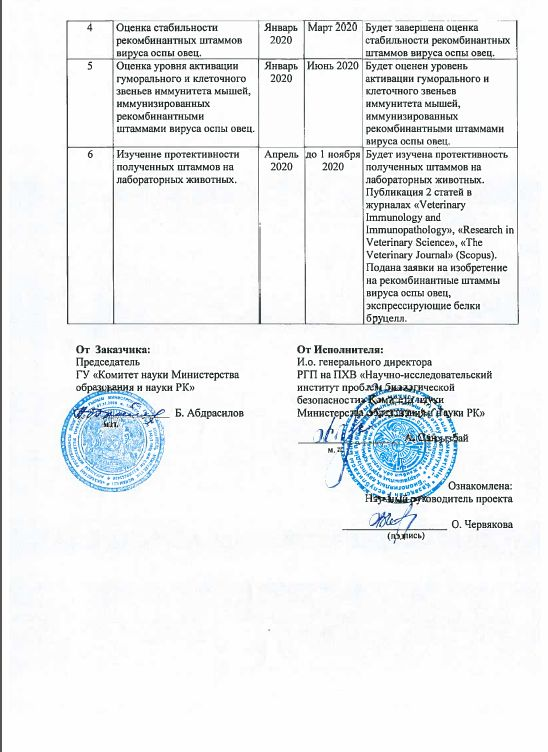 4 Оценка стабильности рекомбинантных штаммов вируса оспы овец. Январь 2020 Март 2020 Будет завершена оценка стабильности рекомбинантных штаммов вируса оспы овец.
5 Оценка уровня активации гуморального и клеточного звеньев иммунитета мышей, иммунизированных рекомбинантными штаммами вируса оспы овец. Январь 2020 Июнь 2020 Будет оценен уровень активации гуморального и клеточного звеньев иммунитета мышей, иммунизированных рекомбинантными штаммами вируса оспы овец.
6 Изучение протективности полученных штаммов на лабораторных животных. Апрель 2020 до 1 ноября 2020 Будет изучена протективность полученных штаммов на лабораторных животных. Публикация 2 статей в журналах «Veterinary Immunology and Immunopathology», «Research in Veterinary Science», «The Veterinary Journal» (Scopus). Подана заявки на изобретение на рекомбинантные штаммы вируса оспы овец, экспрессирующие белки бруцелл.
От Заказчика:
Председатель
ГУ «Комитет науки Министерства
образования и науки РК»
Б. Абдрасилов
м.п.
От Исполнителя:
И.о. генерального директора
РГП на ПХВ «Научно-исследовательский
институт проблем биологической
безопасности» Комитета науки
Министерства образования и науки РК»
Ознакомлена:
Научный руководитель проекта
О. Червякова
(подпись)